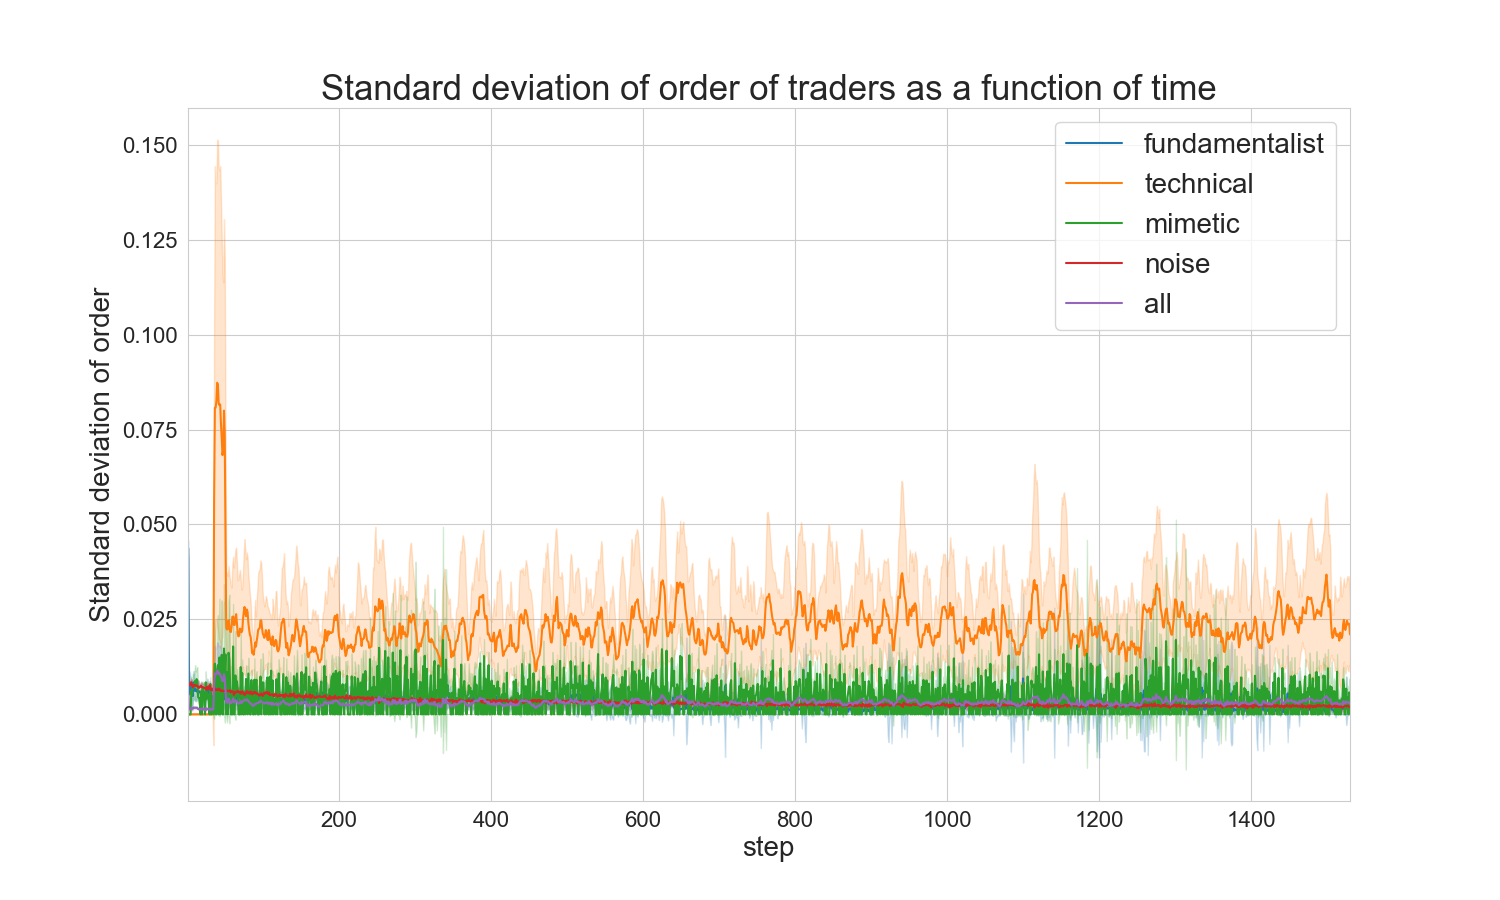 Standard deviation of order of traders as a function of time
Standard deviation of order
0.150
0.125
0.100
0.075
0.050
0.025
0.000
fundamentalist
technical
mimetic
noise
all
200 400 600 800 1000 1200 1400
step